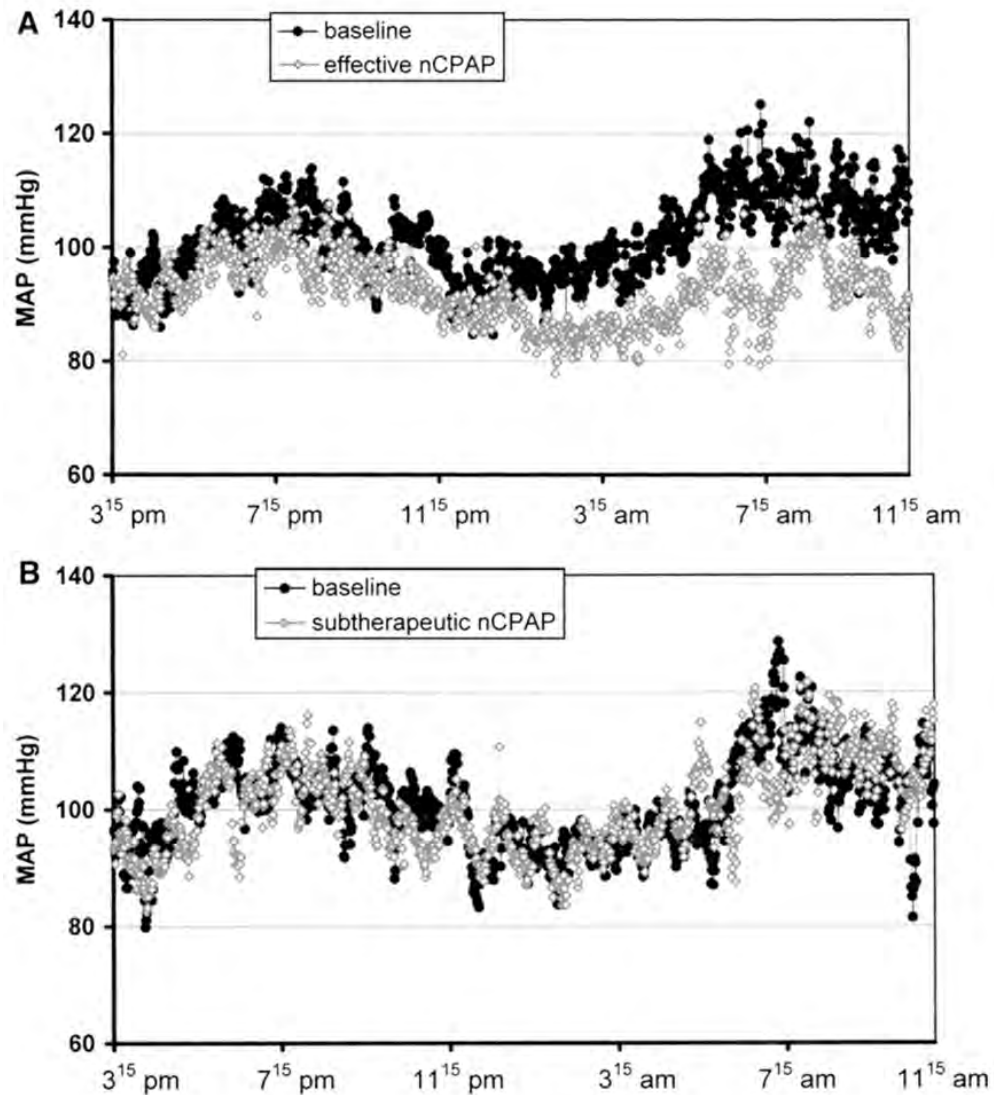 A
140
baseline
effective nCPAP
120
100
80
60
MAP (mmHg)
3¹⁵ pm 7¹⁵ pm 11¹⁵ pm 3¹⁵ am 7¹⁵ am 11¹⁵ am
B
140
baseline
subtherapeutic nCPAP
120
100
80
60
MAP (mmHg)
3¹⁵ pm 7¹⁵ pm 11¹⁵ pm 3¹⁵ am 7¹⁵ am 11¹⁵ am